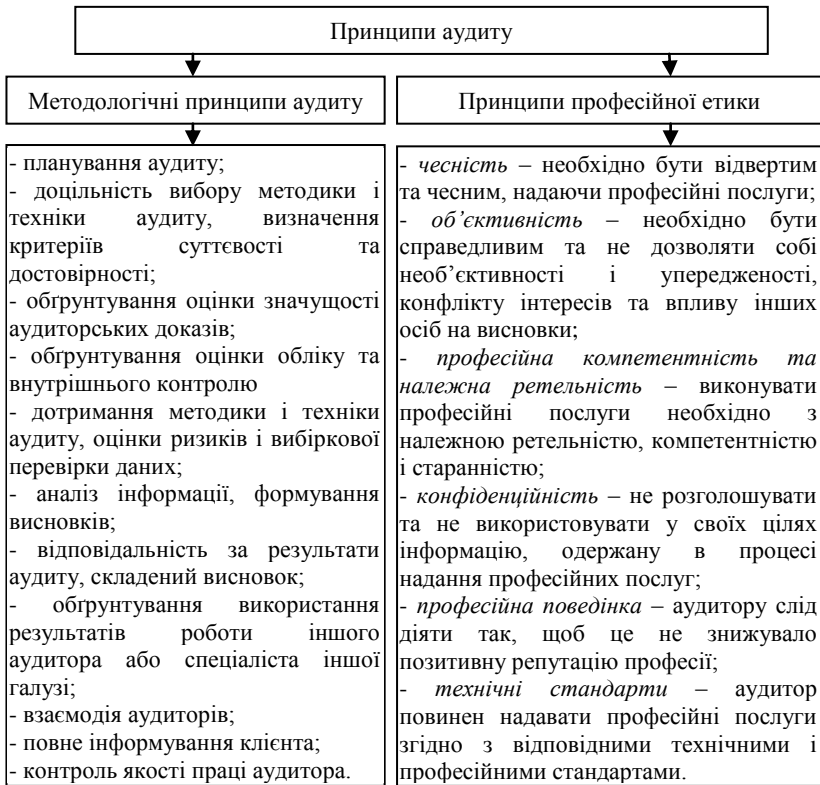 Принципи аудиту
Методологічні принципи аудиту
- планування аудиту;
- доцільність вибору методики і
техніки аудиту, визначення
критеріїв суттєвості та
достовірності;
- обґрунтування оцінки значущості
аудиторських доказів;
- обґрунтування оцінки обліку та
внутрішнього контролю
- дотримання методики і техніки
аудиту, оцінки ризиків і вибіркової
перевірки даних;
- аналіз інформації, формування
висновків;
- відповідальність за результати
аудиту, складений висновок;
- обґрунтування використання
результатів роботи іншого
аудитора або спеціаліста іншої
галузі;
- взаємодія аудиторів;
- повне інформування клієнта;
- контроль якості праці аудитора.
Принципи професійної етики
- чесність – необхідно бути відвертим
та чесним, надаючи професійні послуги;
- об’єктивність – необхідно бути
справедливим та не дозволяти собі
необ’єктивності і упередженості,
конфлікту інтересів та впливу інших
осіб на висновки;
- професійна компетентність та
належна ретельність – виконувати
професійні послуги необхідно з
належною ретельністю, компетентністю
і старанністю;
- конфіденційність – не розголошувати
та не використовувати у своїх цілях
інформацію, одержану в процесі
надання професійних послуг;
- професійна поведінка – аудитору слід
діяти так, щоб це не знижувало
позитивну репутацію професії;
- технічні стандарти – аудитор
повинен надавати професійні послуги
згідно з відповідними технічними і
професійними стандартами.